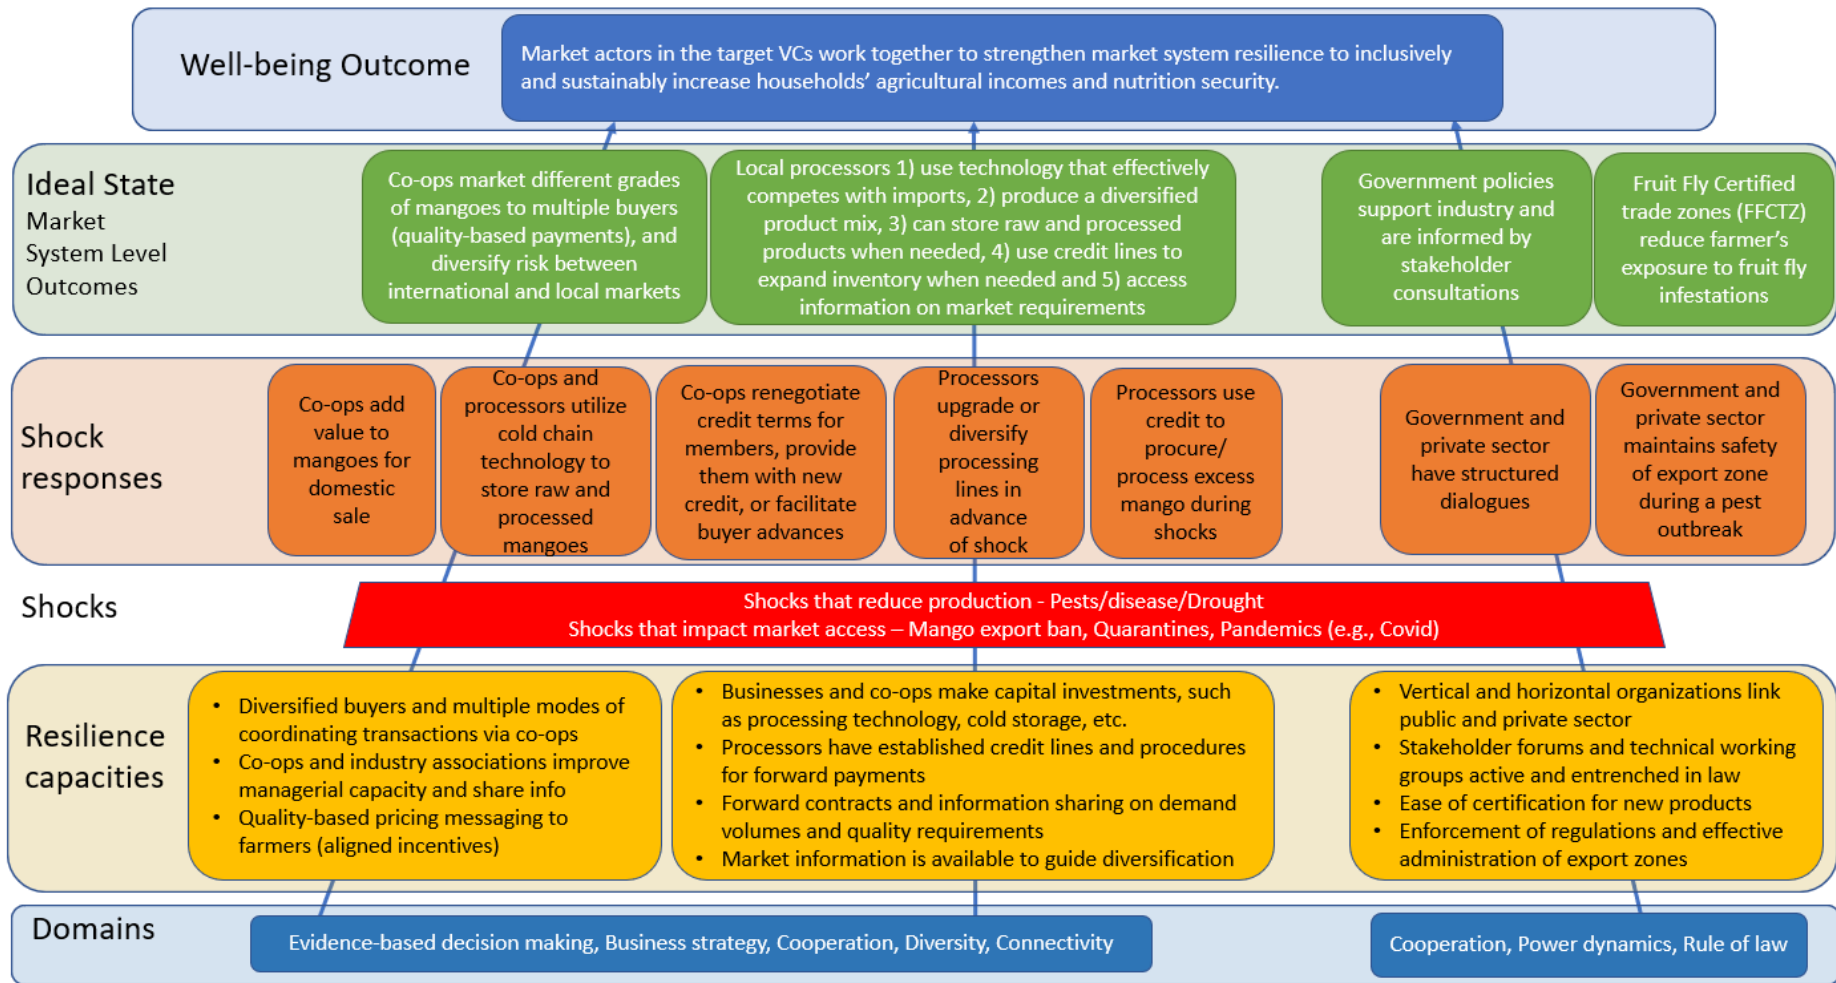 Well-being Outcome
Market actors in the target VCs work together to strengthen market system resilience to inclusively
and sustainably increase households’ agricultural incomes and nutrition security.
Ideal State
Market
System Level
Outcomes
Co-ops market different grades
of mangoes to multiple buyers
(quality-based payments), and
diversify risk between
international and local markets
Local processors 1) use technology that effectively
competes with imports, 2) produce a diversified
product mix, 3) can store raw and processed
products when needed, 4) use credit lines to
expand inventory when needed and 5) access
information on market requirements
Government policies
support industry and
are informed by
stakeholder
consultations
Fruit Fly Certified
trade zones (FFCTZ)
reduce farmer’s
exposure to fruit fly
infestations
Shock
responses
Co-ops add
value to
mangoes for
domestic
sale
Co-ops and
processors utilize
cold chain
technology to
store raw and
processed
mangoes
Co-ops renegotiate
credit terms for
members, provide
them with new
credit, or facilitate
buyer advances
Processors
upgrade or
diversify
processing
lines in
advance
of shock
Processors use
credit to
procure/
process excess
mango during
shocks
Government and
private sector
have structured
dialogues
Government and
private sector
maintains safety
of export zone
during a pest
outbreak
Shocks
Shocks that reduce production - Pests/disease/Drought
Shocks that impact market access – Mango export ban, Quarantines, Pandemics (e.g., Covid)
Resilience
capacities
• Diversified buyers and multiple modes of
coordinating transactions via co-ops
• Co-ops and industry associations improve
managerial capacity and share info
• Quality-based pricing messaging to
farmers (aligned incentives)
• Businesses and co-ops make capital investments, such
as processing technology, cold storage, etc.
• Processors have established credit lines and procedures
for forward payments
• Forward contracts and information sharing on demand
volumes and quality requirements
• Market information is available to guide diversification
• Vertical and horizontal organizations link
public and private sector
• Stakeholder forums and technical working
groups active and entrenched in law
• Ease of certification for new products
• Enforcement of regulations and effective
administration of export zones
Domains
Evidence-based decision making, Business strategy, Cooperation, Diversity, Connectivity
Cooperation, Power dynamics, Rule of law